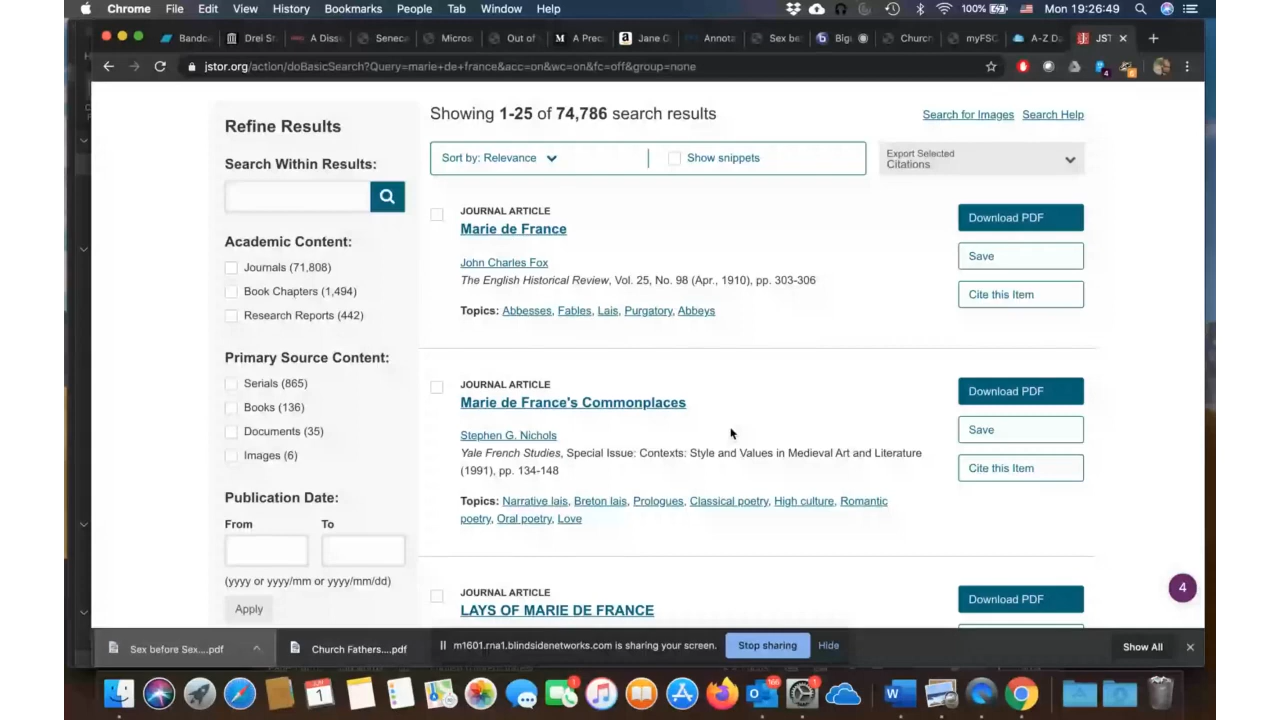 Chrome File Edit View History Bookmarks People Tab Window Help 100% Mon 19:26:49
Bandc Drei St A Diss Seneca Micros Out of M A Prec Jane G Annota Sex be Big Church myFSC A-Z D JST
jstor.org/action/doBasicSearch?Query=marie+de+france&acc=on&wc=on&fc=off&group=none
Refine Results
Search Within Results:
Academic Content:
Journals (71,808)
Book Chapters (1,494)
Research Reports (442)
Primary Source Content:
Serials (865)
Books (136)
Documents (35)
Images (6)
Publication Date:
From To
(yyyy or yyyy/mm or yyyy/mm/dd)
Apply
Showing 1-25 of 74,786 search results
Search for Images Search Help
Sort by: Relevance Show snippets
Export Selected
Citations
JOURNAL ARTICLE
Marie de France
John Charles Fox
The English Historical Review, Vol. 25, No. 98 (Apr., 1910), pp. 303-306
Topics: Abbesses, Fables, Lais, Purgatory, Abbeys
Download PDF
Save
Cite this Item
JOURNAL ARTICLE
Marie de France's Commonplaces
Stephen G. Nichols
Yale French Studies, Special Issue: Contexts: Style and Values in Medieval Art and Literature
(1991), pp. 134-148
Topics: Narrative lais, Breton lais, Prologues, Classical poetry, High culture, Romantic
poetry, Oral poetry, Love
Download PDF
Save
Cite this Item
JOURNAL ARTICLE
LAYS OF MARIE DE FRANCE
Download PDF
4
Sex before Sex....pdf Church Fathers....pdf m1601.rna1.blindsidenetworks.com is sharing your screen. Stop sharing Hide Show All